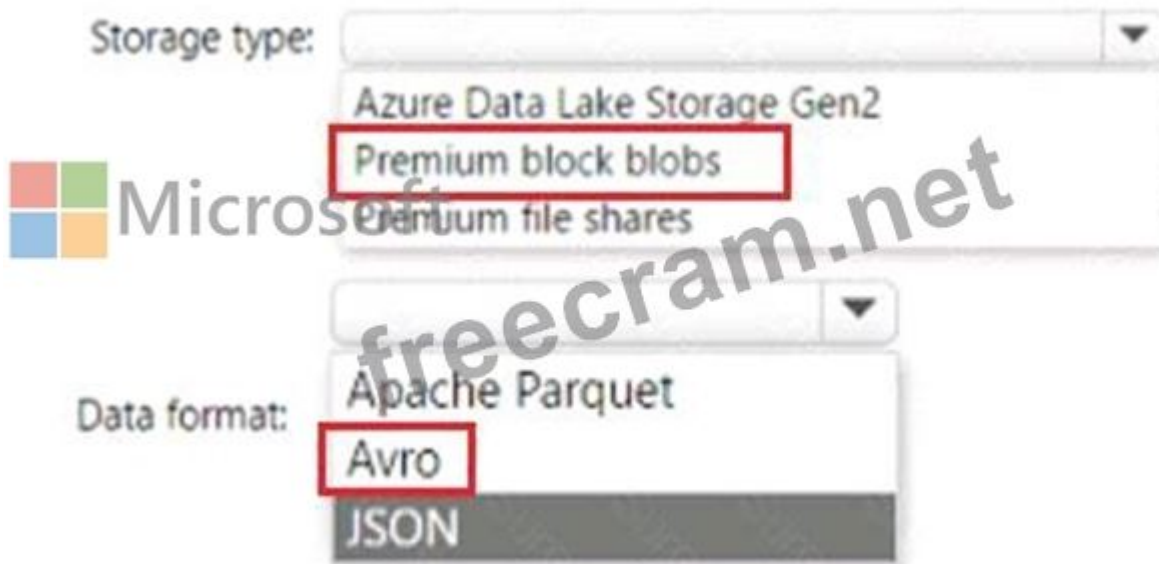 Storage type:
Azure Data Lake Storage Gen2
Premium block blobs
Microsoft
Premium file shares
freecram.net
Apache Parquet
Data format:
Avro
JSON